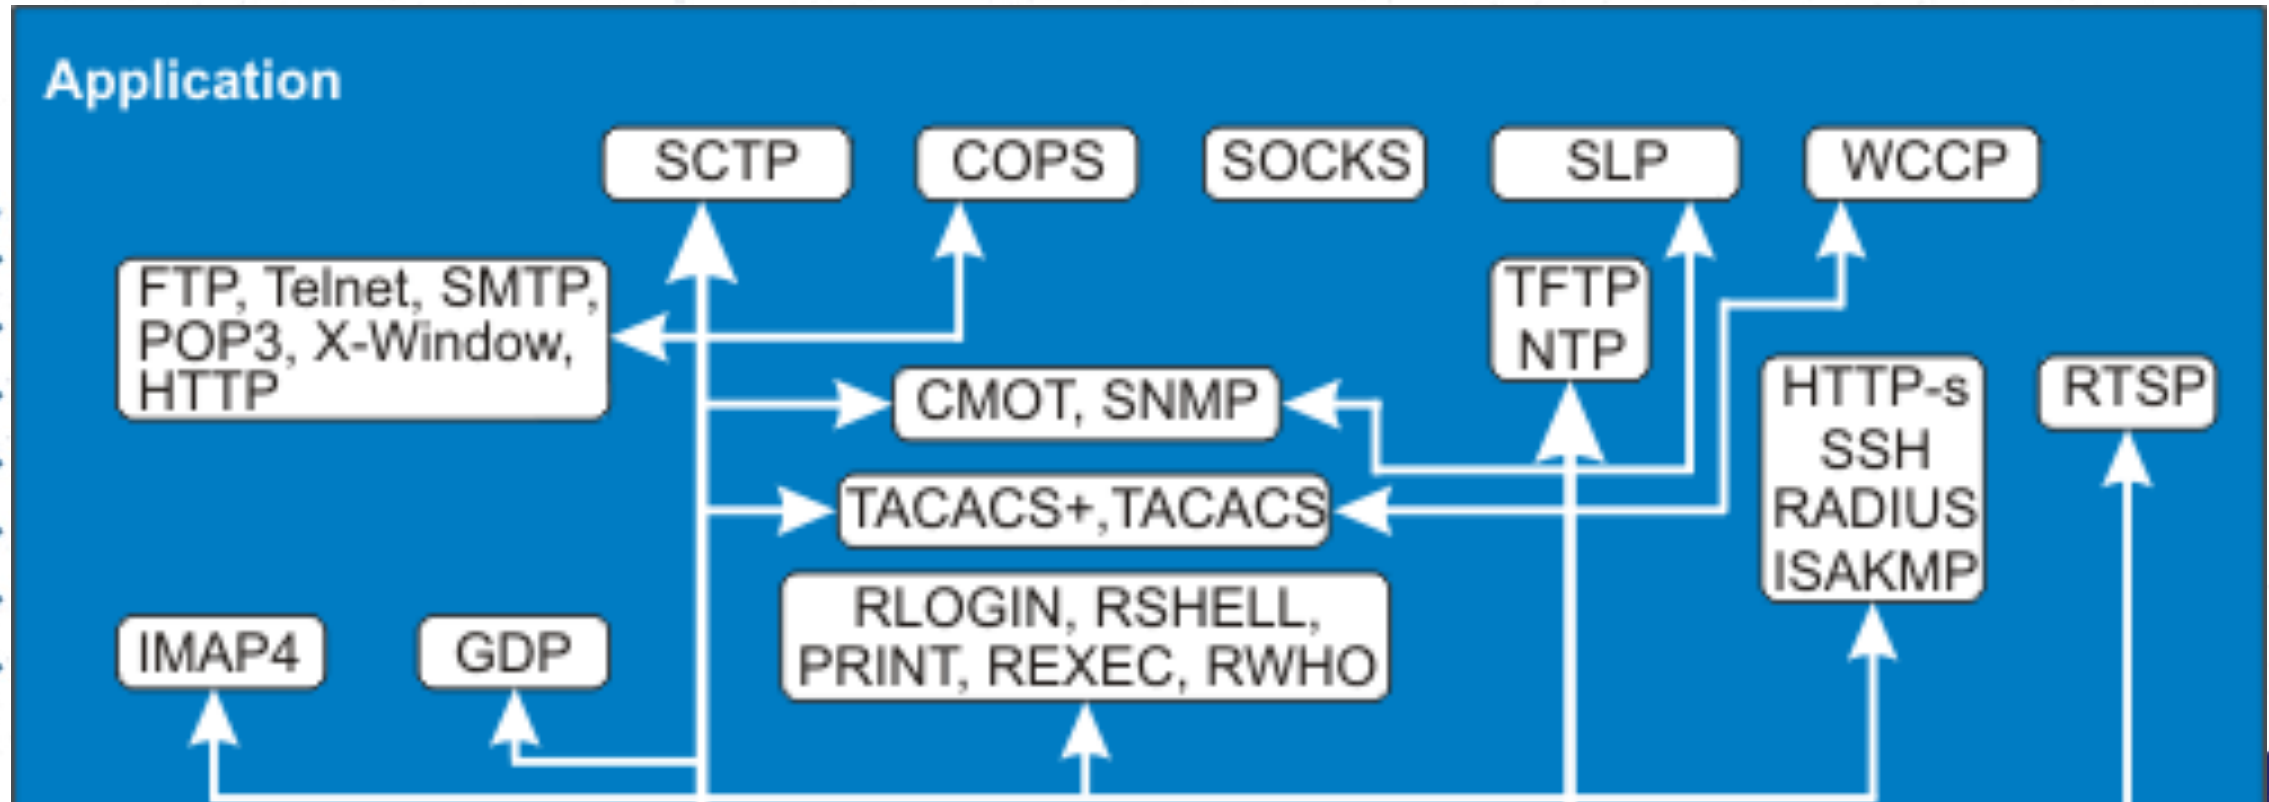 Application
SCTP
COPS
SOCKS
SLP
WCCP
FTP, Telnet, SMTP,
POP3, X-Window,
HTTP
TFTP
NTP
CMOT, SNMP
HTTP-s
SSH
RADIUS
ISAKMP
RTSP
TACACS+,TACACS
RLOGIN, RSHELL,
PRINT, REXEC, RWHO
IMAP4
GDP